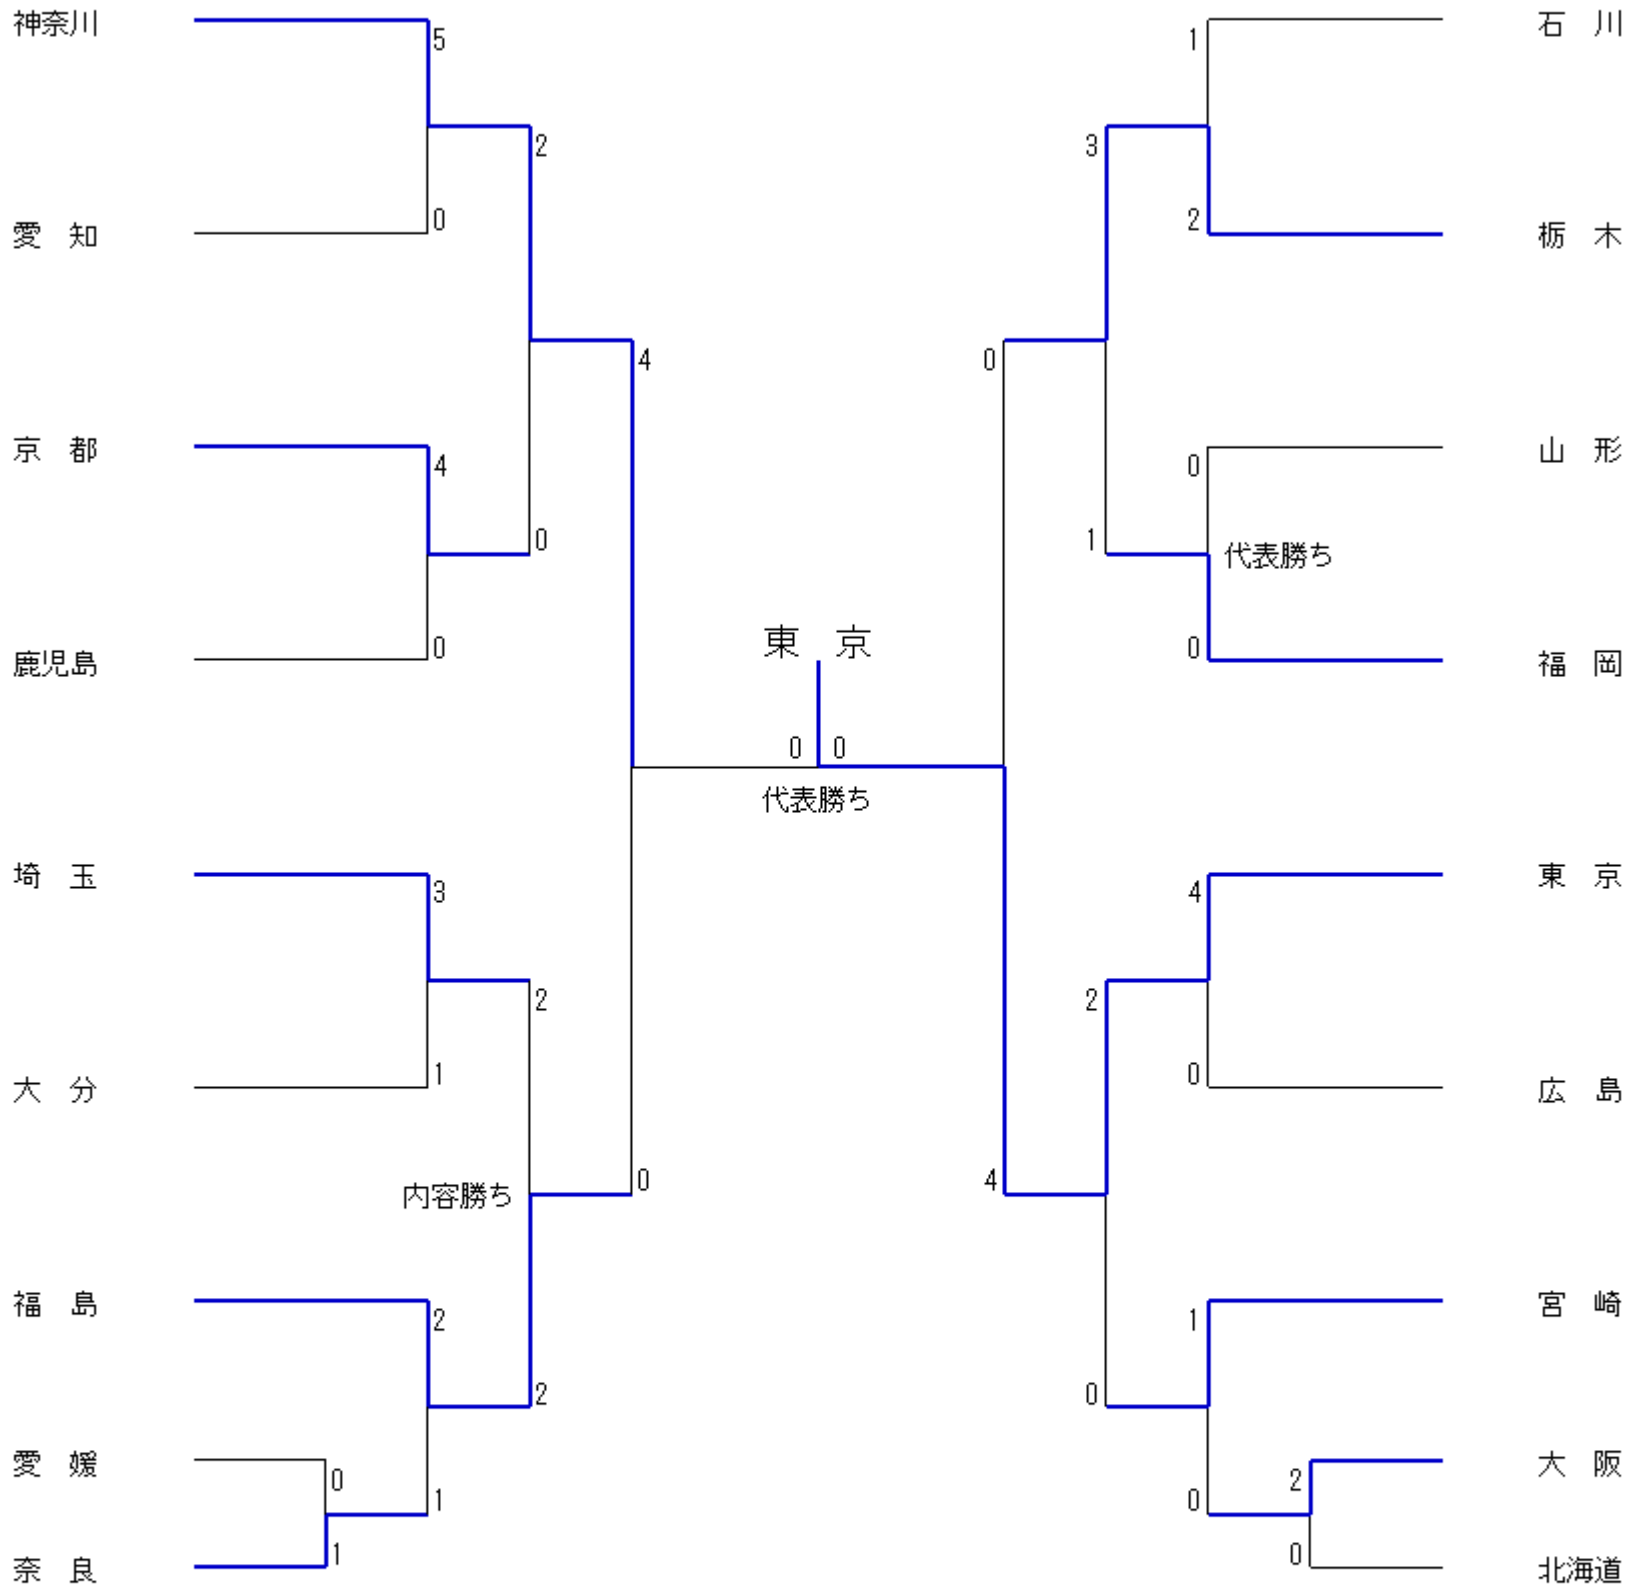 神奈川
5
2
愛　知
0
4
京　都
4
0
鹿児島
0
埼　玉
3
2
大　分
1
内容勝ち
0
福　島
2
2
愛　媛
0
1
奈　良
1
東　京
0　0
代表勝ち
石　川
1
3
栃　木
2
0
山　形
0
1
代表勝ち
福　岡
0
東　京
4
2
広　島
0
4
宮　崎
1
0
大　阪
2
0
北海道
0